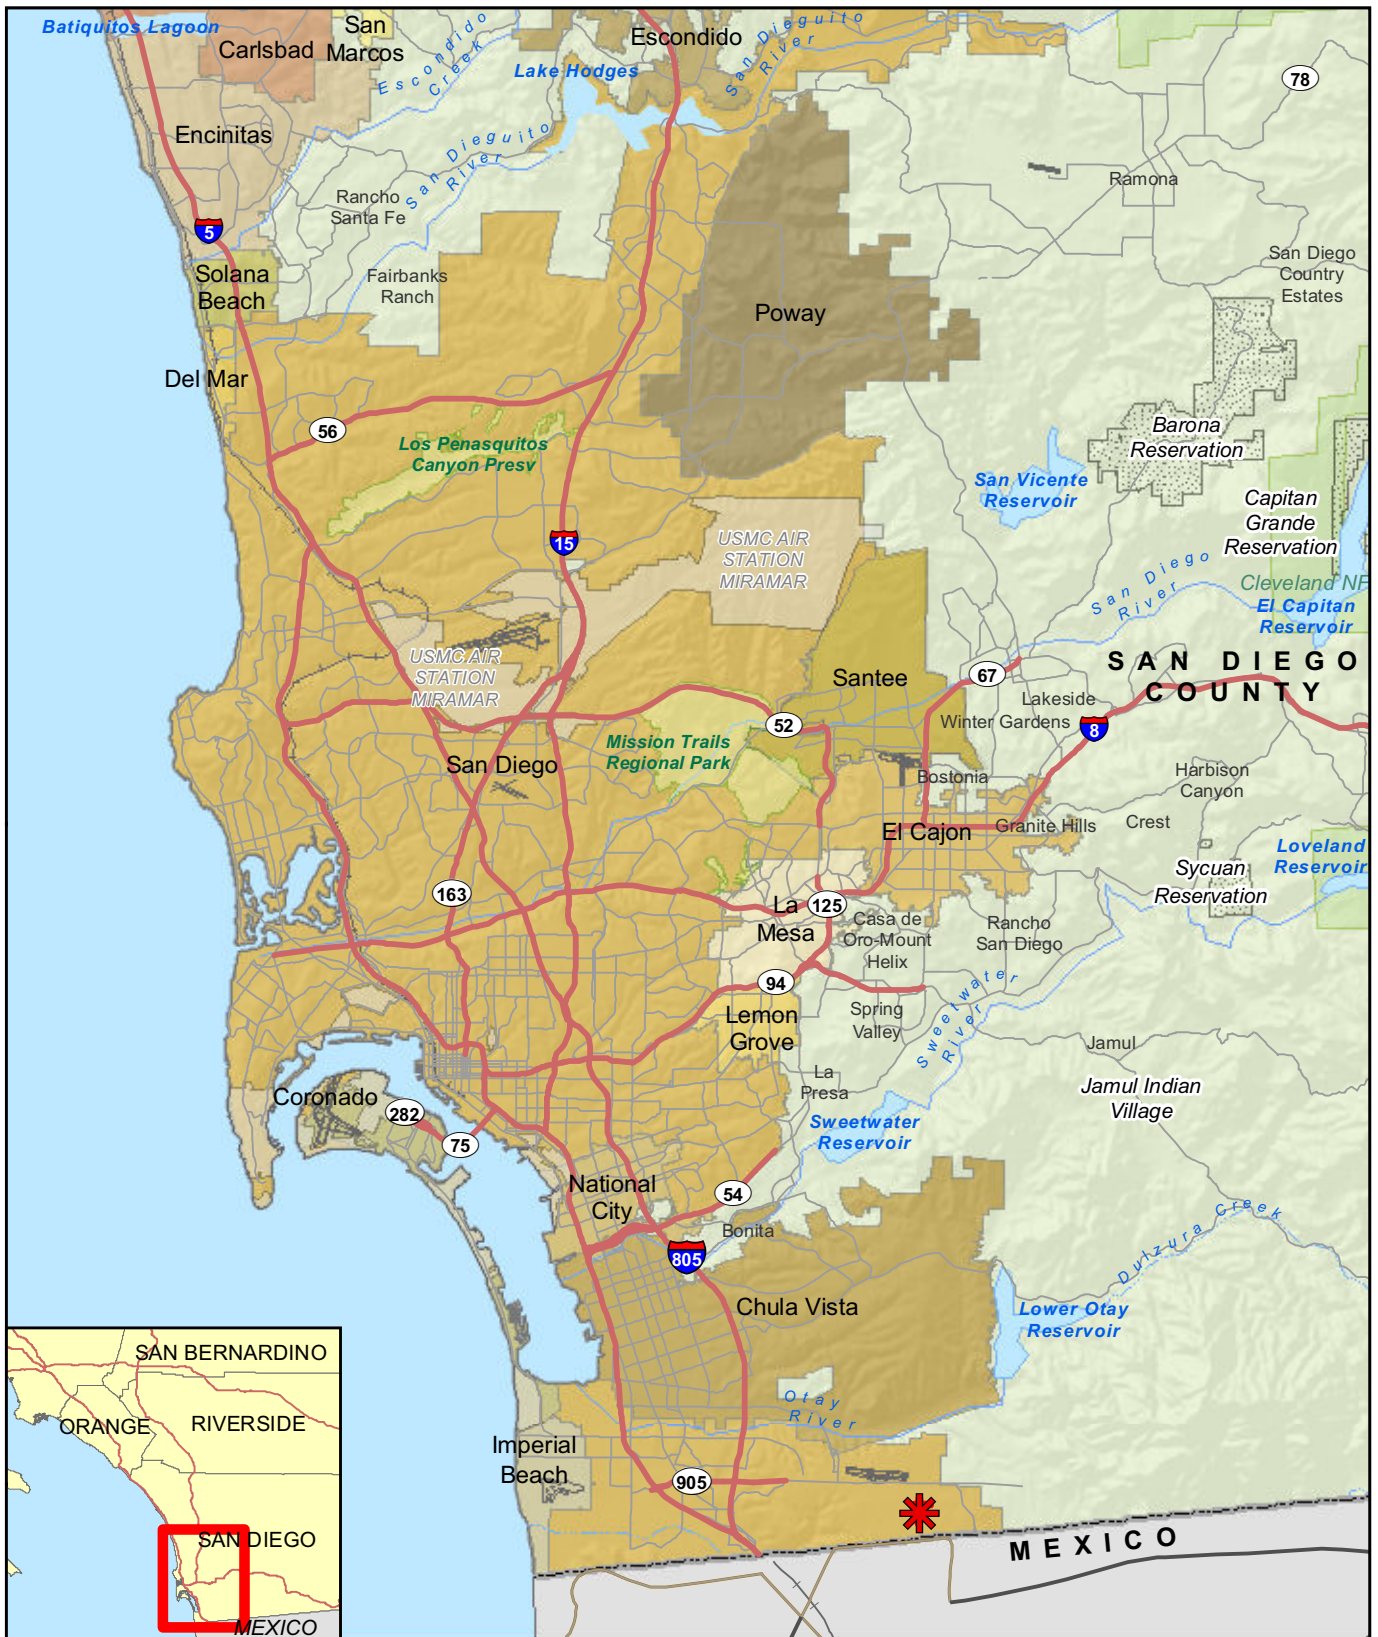 Batiquitos Lagoon
Carlsbad
San
Marcos
Escondido
Creek
Escondido
Lake Hodges
San Dieguito
River
78
Encinitas
San Dieguito
River
Rancho
Santa Fe
Ramona
5
Solana
Beach
Fairbanks
Ranch
San Diego
Country
Estates
Poway
Del Mar
56
Los Penasquitos
Canyon Presv
Barona
Reservation
San Vicente
Reservoir
Capitan
Grande
Reservation
15
USMC AIR
STATION
MIRAMAR
San Diego
River
Cleveland NF
El Capitan
Reservoir
USMC AIR
STATION
MIRAMAR
Santee
67
SAN DIEGO
COUNTY
Lakeside
Winter Gardens
8
52
Mission Trails
Regional Park
San Diego
Bostonia
Harbison
Canyon
El Cajon
Granite Hills
Crest
Loveland
Reservoir
Sycuan
Reservation
163
125
La
Mesa
Casa de
Oro-Mount
Helix
Rancho
San Diego
94
Sweetwater
River
Lemon
Grove
Spring
Valley
Jamul
La
Presa
Jamul Indian
Village
Coronado
282
75
Sweetwater
Reservoir
National
City
54
Bonita
805
Dulzura Creek
Chula Vista
Lower Otay
Reservoir
Otay
River
Imperial
Beach
905
MEXICO
SAN BERNARDINO
ORANGE
RIVERSIDE
SAN DIEGO
MEXICO